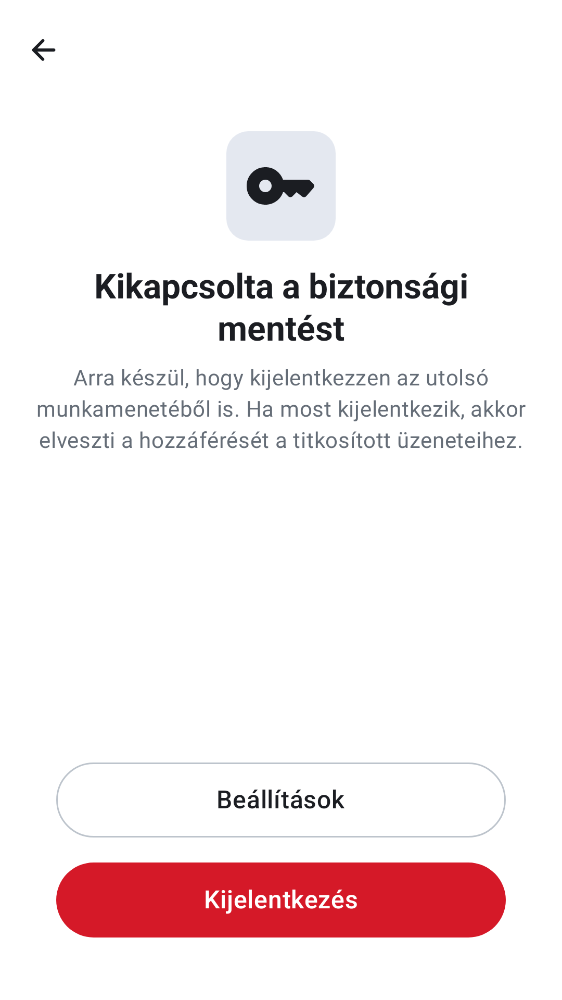 Kikapcsolta a biztonsági
mentést
Arra készül, hogy kijelentkezzen az utolsó
munkamenetéből is. Ha most kijelentkezik, akkor
elveszti a hozzáférését a titkosított üzeneteihez.
Beállítások
Kijelentkezés